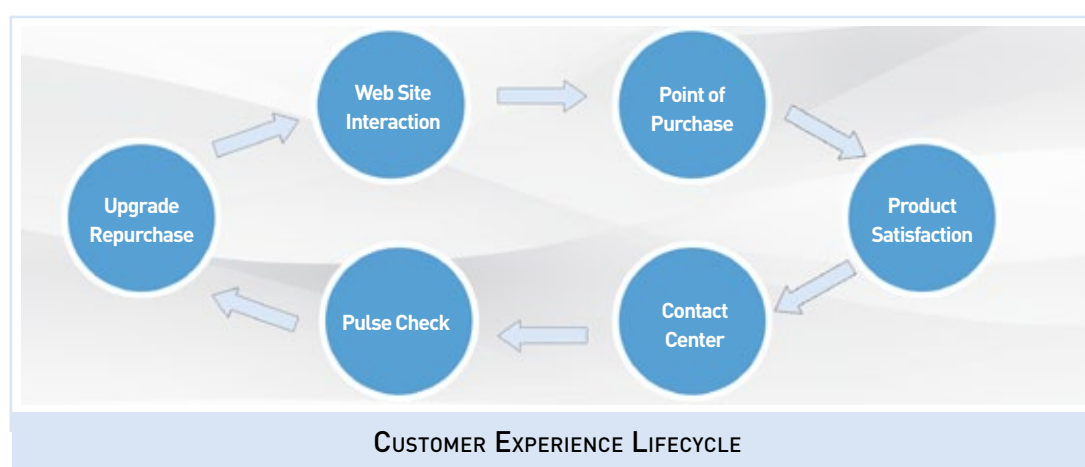 Web Site
Interaction
Point of
Purchase
Upgrade
Repurchase
Product
Satisfaction
Pulse Check
Contact
Center
Customer Experience Lifecycle